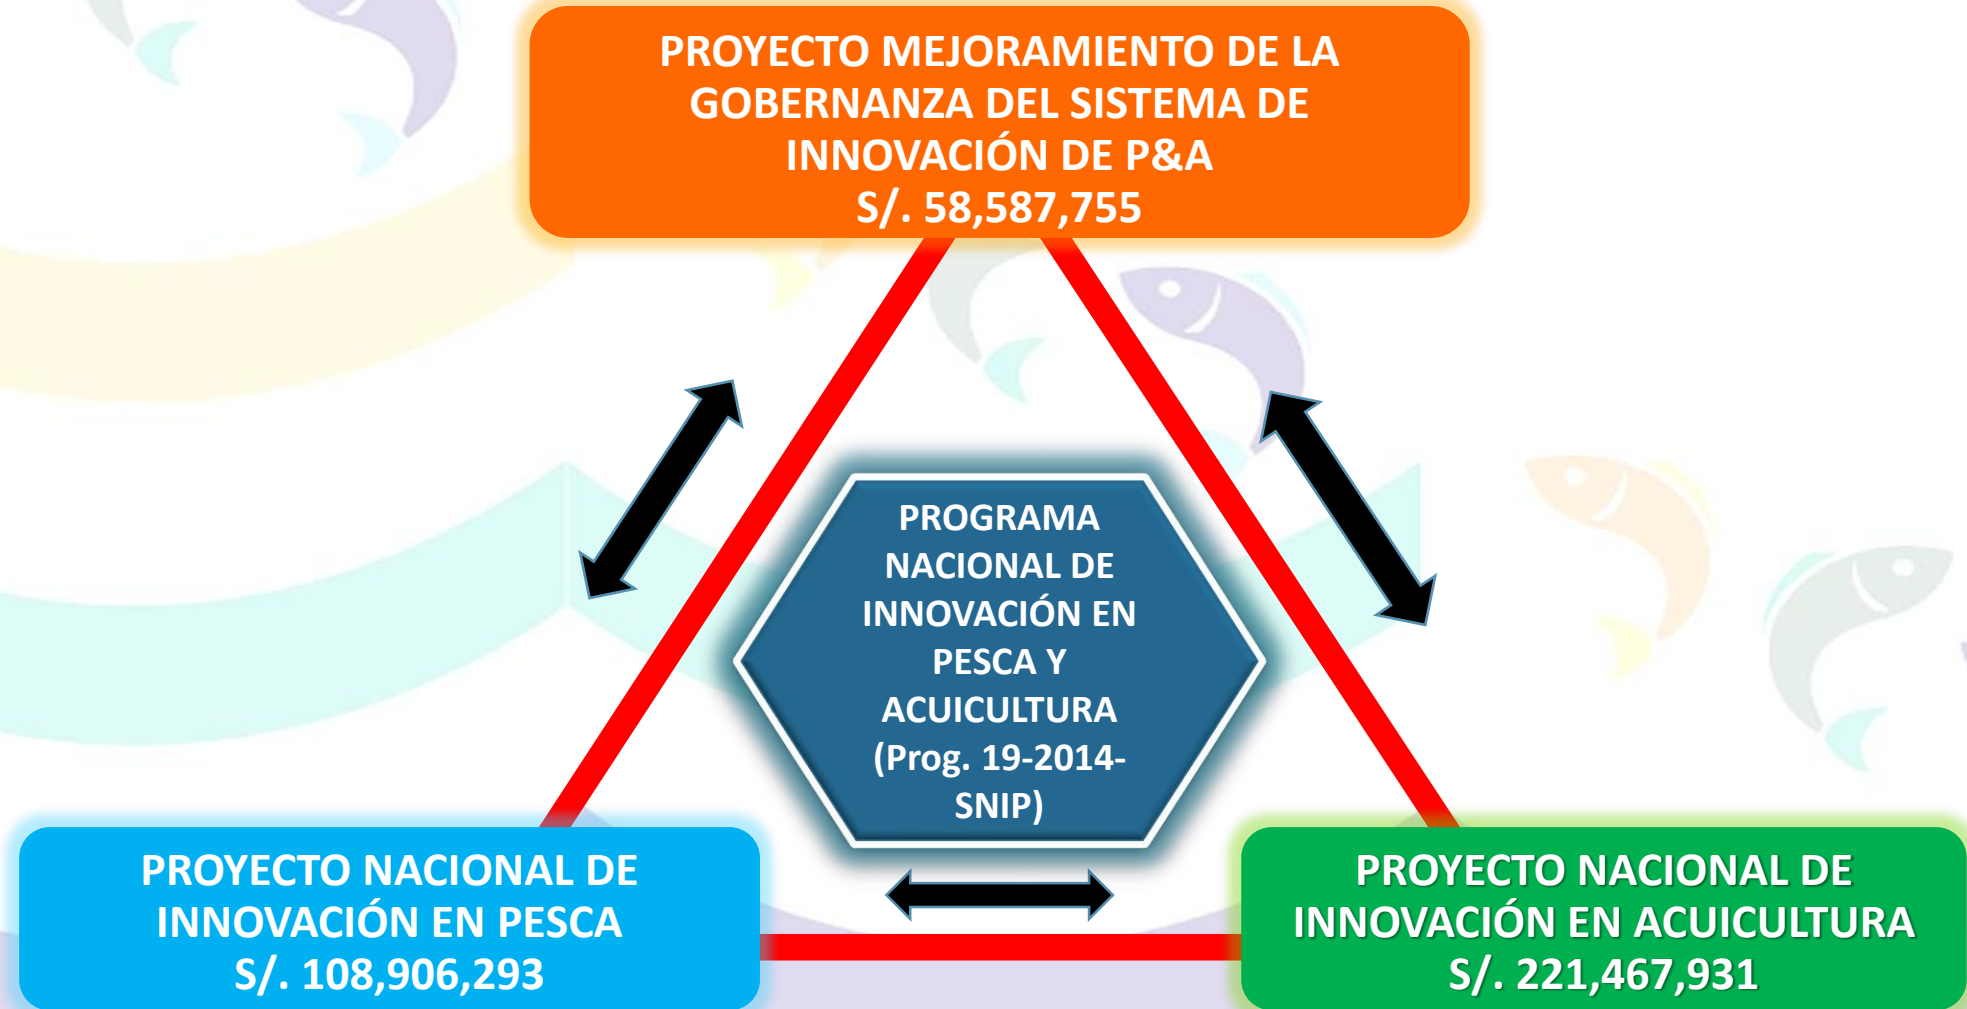 PROYECTO MEJORAMIENTO DE LA
GOBERNANZA DEL SISTEMA DE
INNOVACIÓN DE P&A
S/. 58,587,755
PROGRAMA
NACIONAL DE
INNOVACIÓN EN
PESCA Y
ACUICULTURA
(Prog. 19-2014-
SNIP)
PROYECTO NACIONAL DE
INNOVACIÓN EN PESCA
S/. 108,906,293
PROYECTO NACIONAL DE
INNOVACIÓN EN ACUICULTURA
S/. 221,467,931